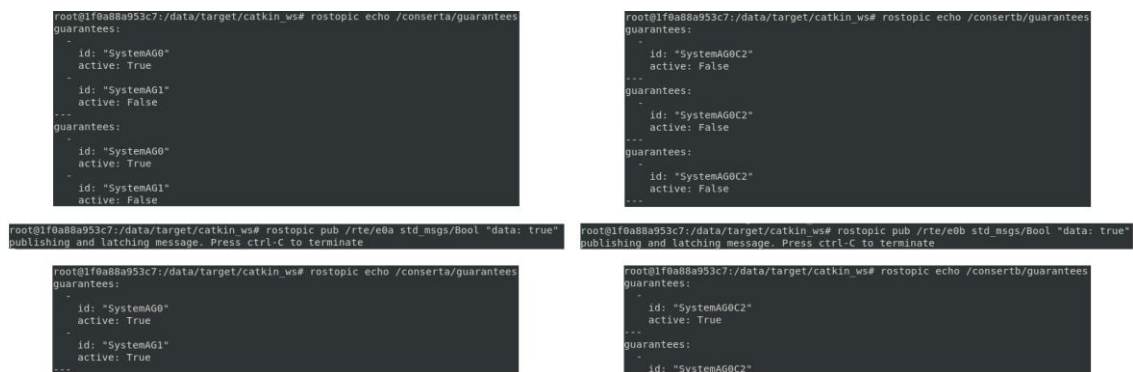 root@1f0a88a953c7:/data/target/catkin_ws# rostopic echo /conserta/guarantees
guarantees:
-
id: "SystemAG0"
active: True
-
id: "SystemAG1"
active: False
---
guarantees:
-
id: "SystemAG0"
active: True
-
id: "SystemAG1"
active: False
root@1f0a88a953c7:/data/target/catkin_ws# rostopic pub /rte/e0a std_msgs/Bool "data: true"
publishing and latching message. Press ctrl-C to terminate
root@1f0a88a953c7:/data/target/catkin_ws# rostopic echo /conserta/guarantees
guarantees:
-
id: "SystemAG0"
active: True
-
id: "SystemAG1"
active: True
---
root@1f0a88a953c7:/data/target/catkin_ws# rostopic echo /consertb/guarantees
guarantees:
-
id: "SystemAG0C2"
active: False
---
guarantees:
-
id: "SystemAG0C2"
active: False
---
guarantees:
-
id: "SystemAG0C2"
active: False
---
root@1f0a88a953c7:/data/target/catkin_ws# rostopic pub /rte/e0b std_msgs/Bool "data: true"
publishing and latching message. Press ctrl-C to terminate
root@1f0a88a953c7:/data/target/catkin_ws# rostopic echo /consertb/guarantees
guarantees:
-
id: "SystemAG0C2"
active: True
---
guarantees:
-
id: "SystemAG0C2"